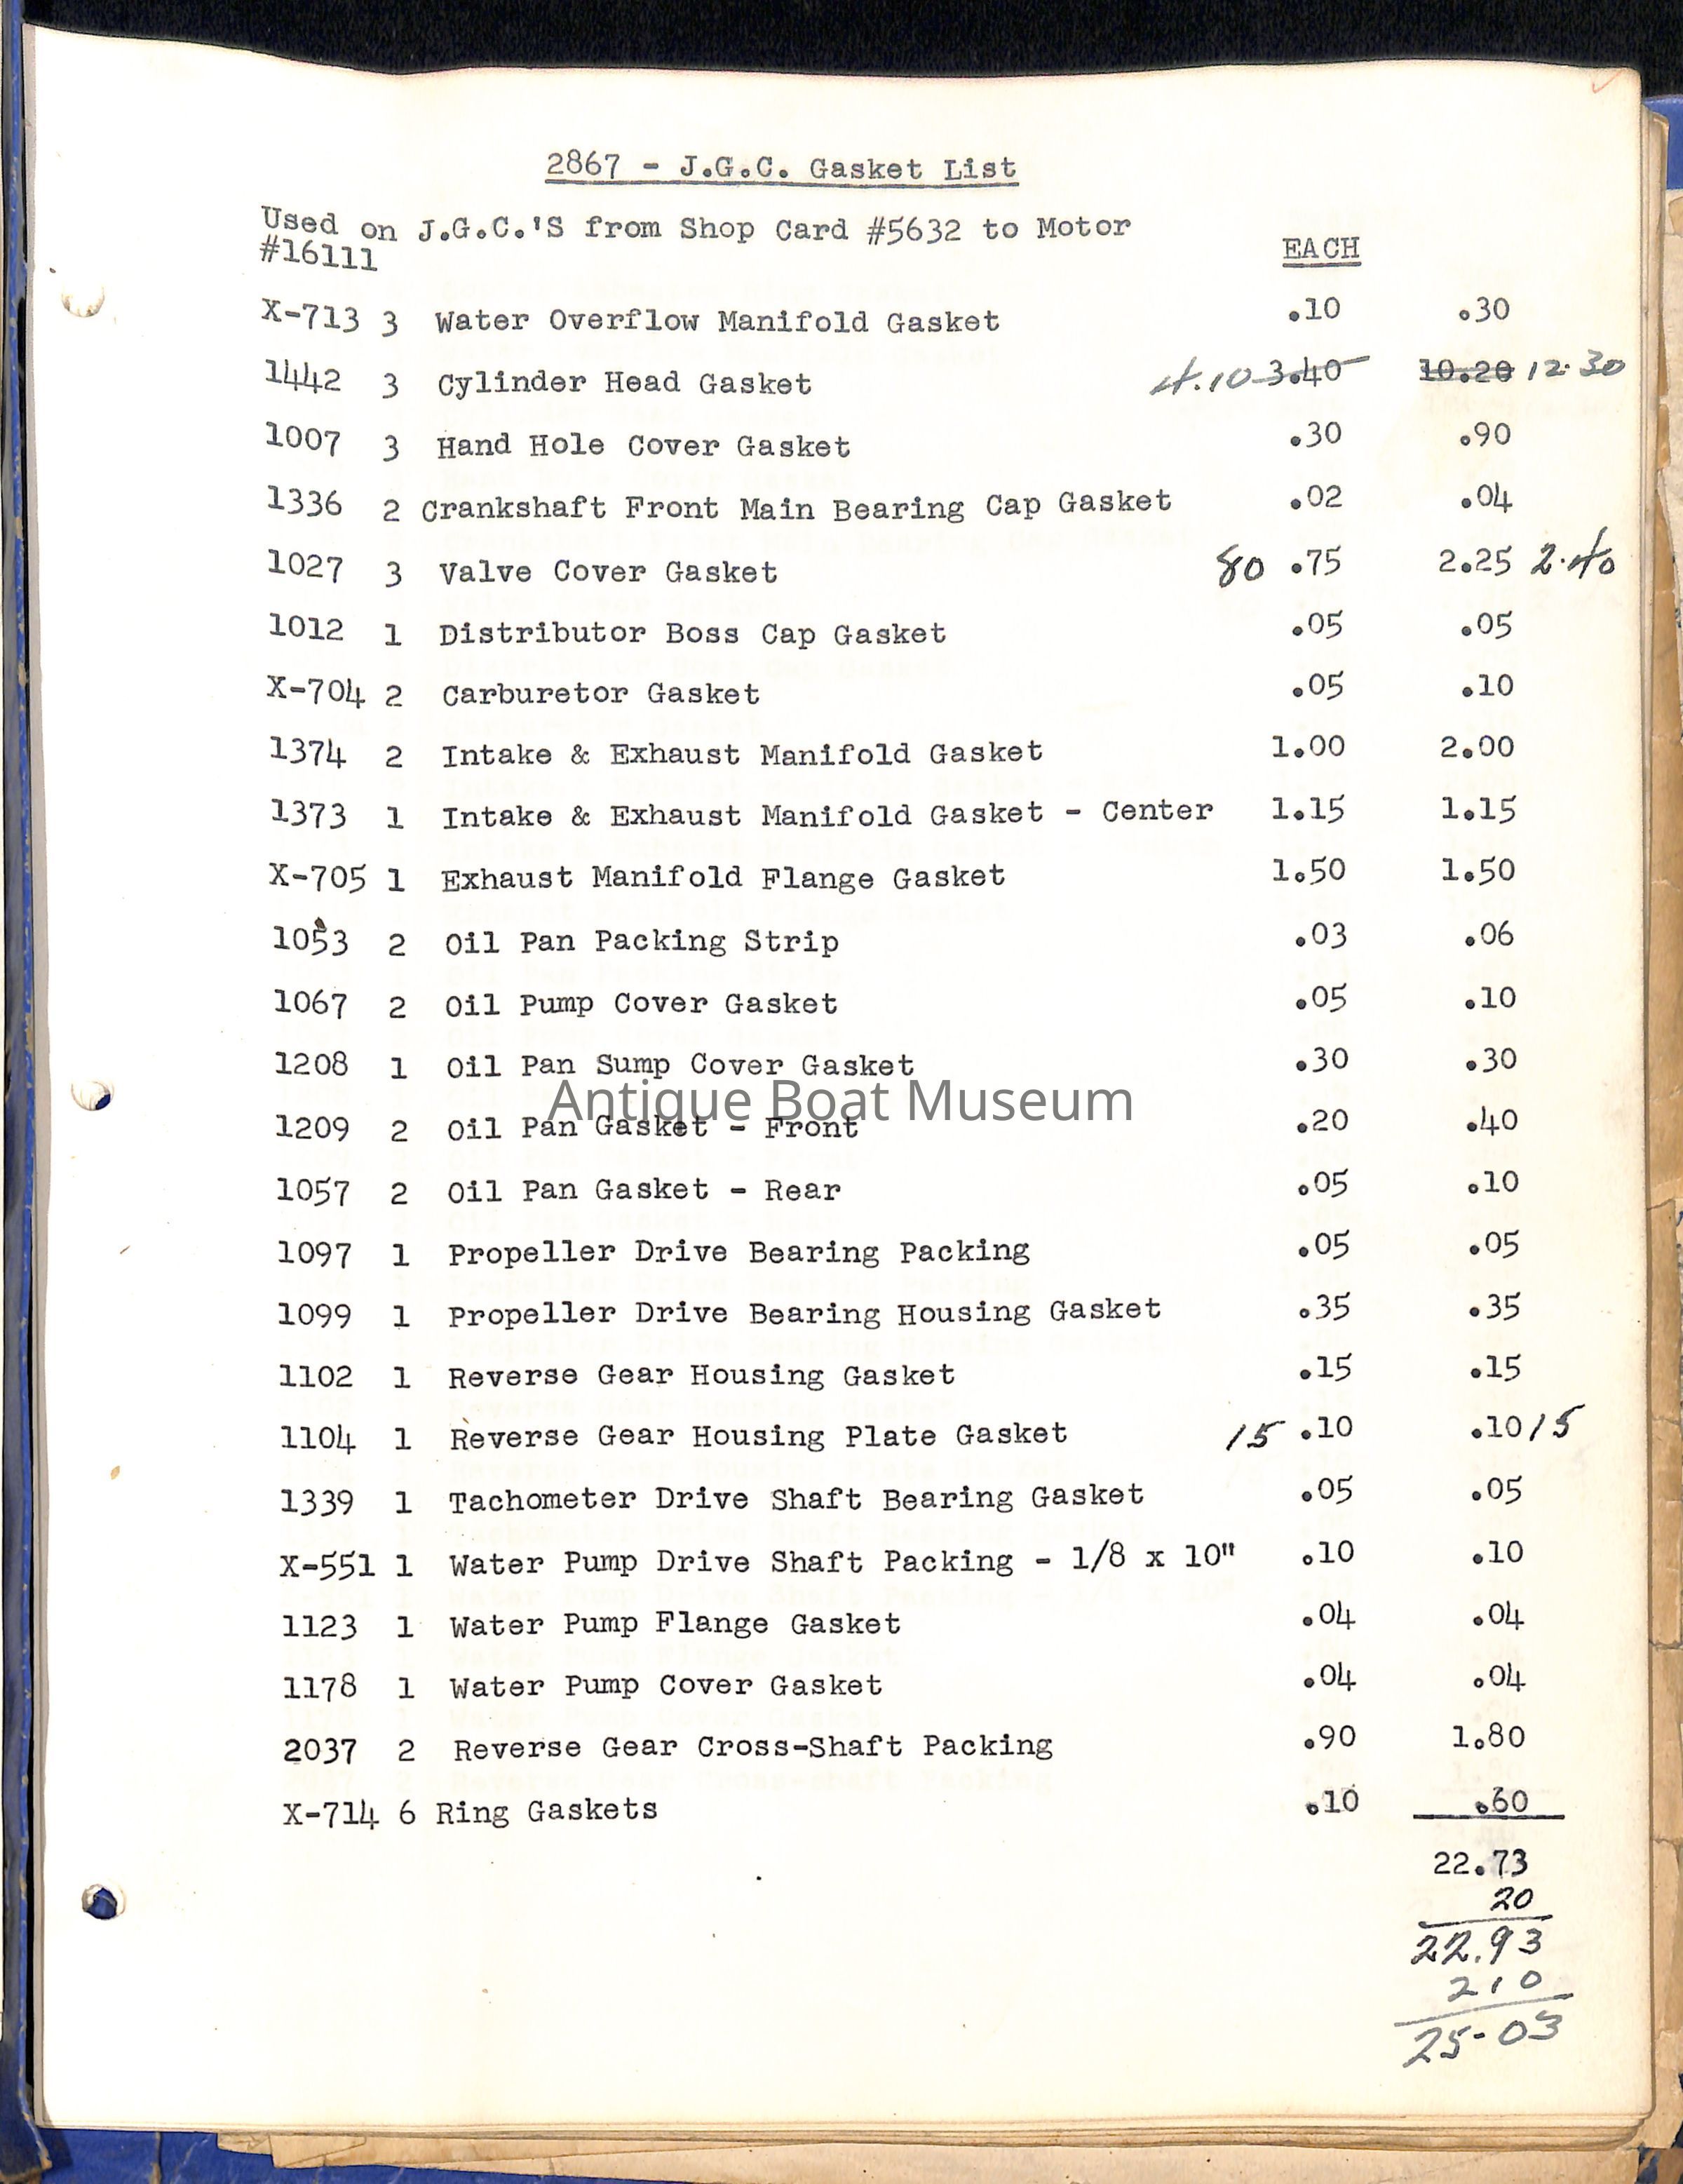 2867 - J.G.C. Gasket List
Used on J.G.C.'S from Shop Card #5632 to Motor
#16111
EACH
X-713 3 Water Overflow Manifold Gasket .10 .30
1442 3 Cylinder Head Gasket 4.10 3.40 10.20 12.30
1007 3 Hand Hole Cover Gasket .30 .90
1336 2 Crankshaft Front Main Bearing Cap Gasket .02 .04
1027 3 Valve Cover Gasket 80 .75 2.25 2.40
1012 1 Distributor Boss Cap Gasket .05 .05
X-704 2 Carburetor Gasket .05 .10
1374 2 Intake & Exhaust Manifold Gasket 1.00 2.00
1373 1 Intake & Exhaust Manifold Gasket - Center 1.15 1.15
X-705 1 Exhaust Manifold Flange Gasket 1.50 1.50
1053 2 Oil Pan Packing Strip .03 .06
1067 2 Oil Pump Cover Gasket .05 .10
1208 1 Oil Pan Sump Cover Gasket .30 .30
Antique Boat Museum
1209 2 Oil Pan Gasket - Front .20 .40
1057 2 Oil Pan Gasket - Rear .05 .10
1097 1 Propeller Drive Bearing Packing .05 .05
1099 1 Propeller Drive Bearing Housing Gasket .35 .35
1102 1 Reverse Gear Housing Gasket .15 .15
1104 1 Reverse Gear Housing Plate Gasket 15 .10 .10 15
1339 1 Tachometer Drive Shaft Bearing Gasket .05 .05
X-551 1 Water Pump Drive Shaft Packing - 1/8 x 10" .10 .10
1123 1 Water Pump Flange Gasket .04 .04
1178 1 Water Pump Cover Gasket .04 .04
2037 2 Reverse Gear Cross-Shaft Packing .90 1.80
X-714 6 Ring Gaskets .10 .60
22.73
20
22.93
210
25-03